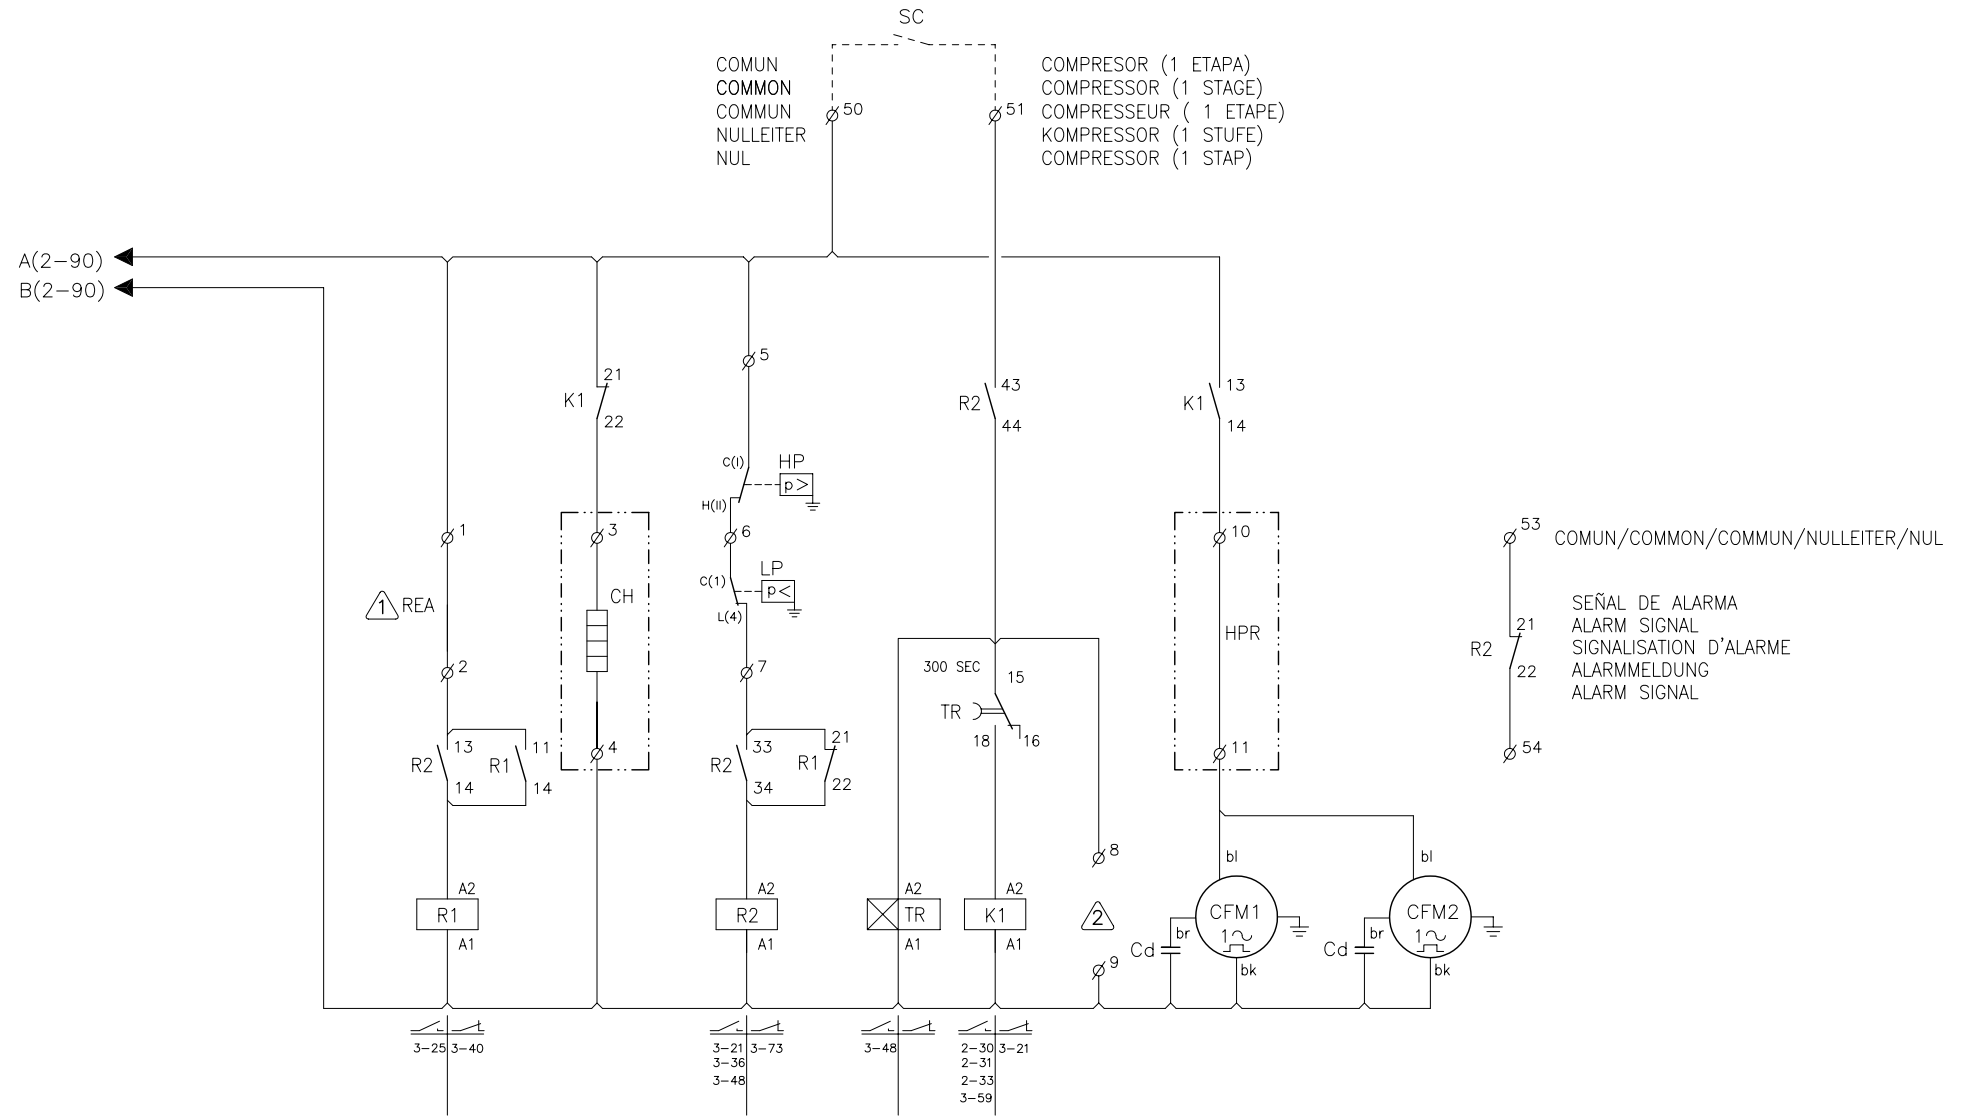 SC
COMUN
COMMON
COMMUN
NULLEITER
NUL
50
51
COMPRESOR (1 ETAPA)
COMPRESSOR (1 STAGE)
COMPRESSEUR ( 1 ETAPE)
KOMPRESSOR (1 STUFE)
COMPRESSOR (1 STAP)
A(2-90)
B(2-90)
5
21
K1
22
43
R2
44
13
K1
14
C(I)
HP
p>
H(II)
1
3
6
10
53
COMUN/COMMON/COMMUN/NULLEITER/NUL
LP
C(1)
p<
L(4)
1
REA
CH
HPR
SEÑAL DE ALARMA
ALARM SIGNAL
SIGNALISATION D'ALARME
ALARMMELDUNG
ALARM SIGNAL
21
R2
22
2
7
300 SEC
15
TR
18
16
13
R2
14
11
R1
14
4
33
R2
34
21
R1
22
11
54
8
bl
bl
A2
R1
A1
A2
R2
A1
A2
TR
A1
A2
K1
A1
2
9
CFM1
1~
br
Cd
bk
CFM2
1~
br
Cd
bk
3-25 3-40
3-21 3-73
3-36
3-48
3-48
2-30 3-21
2-31
2-33
3-59